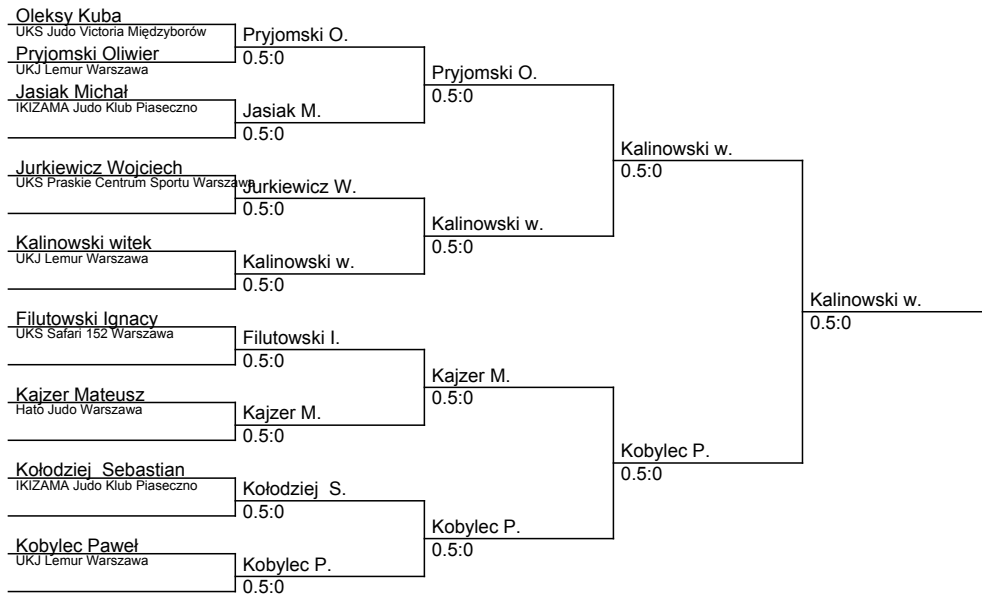 Oleksy Kuba
UKS Judo Victoria Międzyborów
Pryjomski Oliwier
UKJ Lemur Warszawa
Jasiak Michał
IKIZAMA Judo Klub Piaseczno
Jurkiewicz Wojciech
UKS Praskie Centrum Sportu Warszawa
Kalinowski witek
UKJ Lemur Warszawa
Filutowski Ignacy
UKS Safari 152 Warszawa
Kajzer Mateusz
Hato Judo Warszawa
Kołodziej  Sebastian
IKIZAMA Judo Klub Piaseczno
Kobylec Paweł
UKJ Lemur Warszawa
Pryjomski O.
0.5:0
Jasiak M.
0.5:0
Jurkiewicz W.
0.5:0
Kalinowski w.
0.5:0
Filutowski I.
0.5:0
Kajzer M.
0.5:0
Kołodziej  S.
0.5:0
Kobylec P.
0.5:0
Pryjomski O.
0.5:0
Kalinowski w.
0.5:0
Kajzer M.
0.5:0
Kobylec P.
0.5:0
Kalinowski w.
0.5:0
Kobylec P.
0.5:0
Kalinowski w.
0.5:0